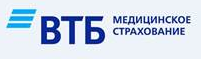 ВТБ МЕДИЦИНСКОЕ
СТРАХОВАНИЕ